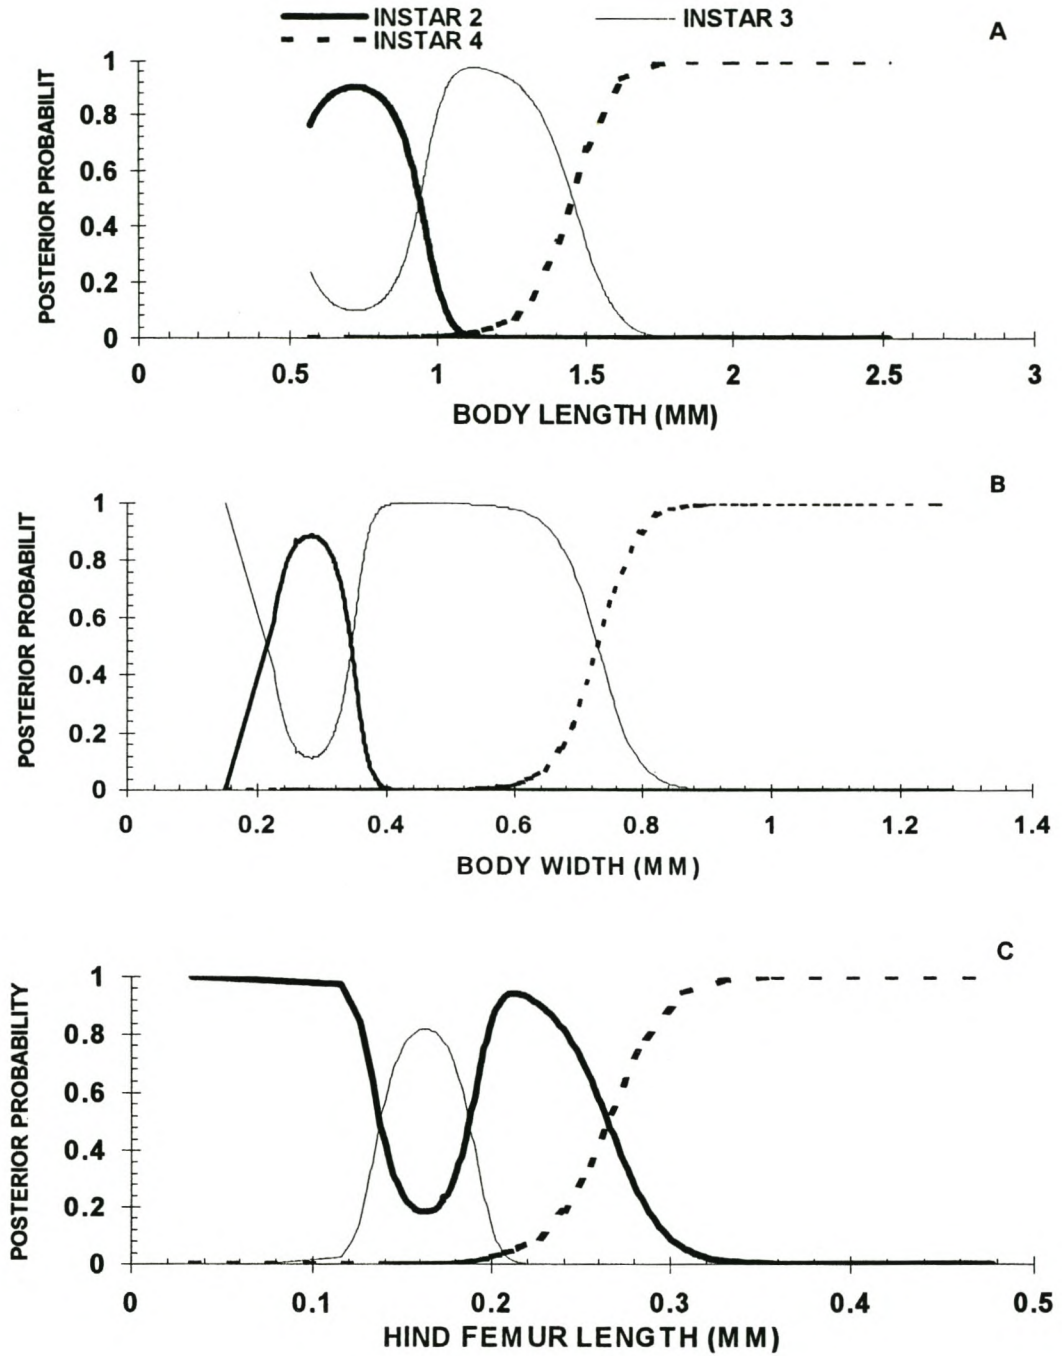 INSTAR 2 INSTAR 3
INSTAR 4
A
POSTERIOR PROBABILIT
1
0.8
0.6
0.4
0.2
0
0 0.5 1 1.5 2 2.5 3
BODY LENGTH (MM)
B
POSTERIOR PROBABILIT
1
0.8
0.6
0.4
0.2
0
0 0.2 0.4 0.6 0.8 1 1.2 1.4
BODY WIDTH (MM)
C
POSTERIOR PROBABILITY
1
0.8
0.6
0.4
0.2
0
0 0.1 0.2 0.3 0.4 0.5
HIND FEMUR LENGTH (MM)